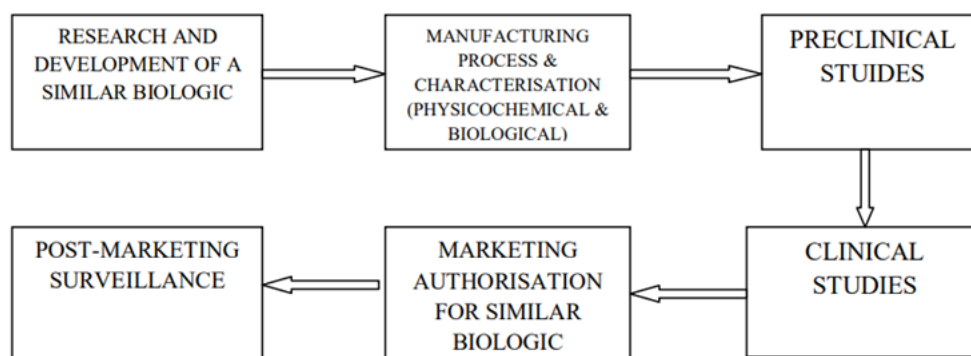 RESEARCH AND
DEVELOPMENT OF A
SIMILAR BIOLOGIC
MANUFACTURING
PROCESS &
CHARACTERISATION
(PHYSICOCHEMICAL &
BIOLOGICAL)
PRECLINICAL
STUIDES
CLINICAL
STUDIES
MARKETING
AUTHORISATION
FOR SIMILAR
BIOLOGIC
POST-MARKETING
SURVEILLANCE